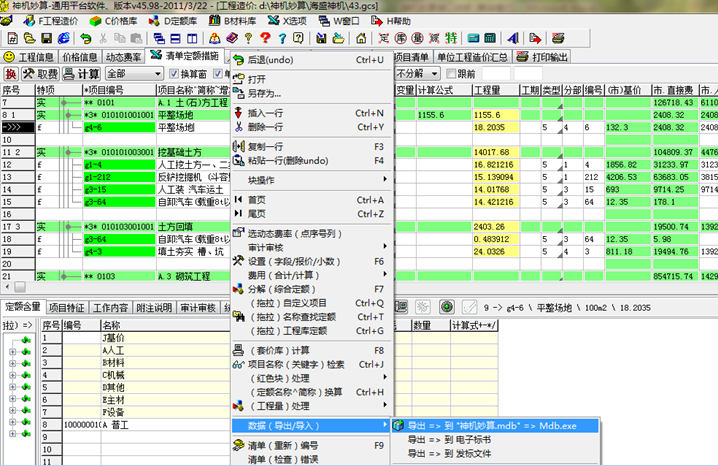 神机妙算-通用平台软件、版本v45.98-2011/3/22 - [工程造价: d:\神机妙算\海盗神机\43.gcs]
F工程造价 C价格库 D定额库 B材料库 X选项 W窗口 H帮助
工程信息 价格信息 动态费率 清单定额措施 项目清单 单位工程造价汇总 打印输出
换 取费 计算 全部 换算窗 不分解 跟前
序号 特项 *项目编号 项目名称^简称 变量 计算公式 工程量 工期 类型 分部 编号 (市)基价 市.直接费 市.
7 实 ** 0101 A.1 土(石)方工程 126718.43 6110
8 1 实 *3* 010101001 平整场地 1155.6 1155.6 2408.32
->>> f g4-6 平整场地 18.2035 5 4 6 132.3 2408.32
10
11 2 实 *3* 010101003 挖基础土方 14017.68 104809.37 4476
12 f g1-4 人工挖土方一、二 16.821216 5 1 4 1856.82 31233.97 3123
13 f g1-212 反铲挖掘机 (斗容 15.139094 5 1 212 4206.53 63683.05 3815
14 f g3-15 人工装 汽车运土 14.01768 5 3 15 693 9714.25 9714
15 f g3-64 自卸汽车(载重8t以 14.01768 5 3 64 12.35 178.1
16
17 3 实 *3* 010103001 土方回填 2403.26 19500.74 1392
18 f g3-64 自卸汽车(载重8t以 0.483912 5 3 64 12.35 5.98
19 f g4-3 填土夯实 槽、坑 24.0326 5 4 3 811.18 19494.76 1392
20
21 实 ** 0103 A.3 砌筑工程 854715.74 1429
后退(undo) Ctrl+U
打开
另存为...
插入一行 Ctrl+N
删除一行 Ctrl+Y
复制一行 F3
粘贴一行(删除undo) F4
块操作
首页 Ctrl+A
尾页 Ctrl+Z
选动态费率（点序号列）
审计审核
设置（字段/报价/小数） F6
费用（合计/计算）
分解（综合定额） F7
（拖拉）自定义项目 Ctrl+Q
（拖拉）名称查找定额 Ctrl+T
（拖拉）工程库定额 Ctrl+G
（套价库）计算 F8
项目名称（关键字）检索 Ctrl+J
（红色块）处理
（定额名称^简称）换算 Ctrl+H
（工程量）处理
数据（导出/导入）
清单（重新）编号 F9
清单（检查）错误
导出 => 到 "神机妙算.mdb" => Mdb.exe
导出 => 到 电子标书
导出 => 到 发标文件
定额含量 项目特征 工作内容 附注说明 审计审核
9 -> g4-6 \ 平整场地 \ 100m2 \ 18.2035
拉) => 序号 编号 名称 数量 计算式+-*/
1 J基价
2 A人工
3 B材料
4 C机械
5 D其他
6 E主材
7 F设备
8 10000001 A 普工
9
10
11